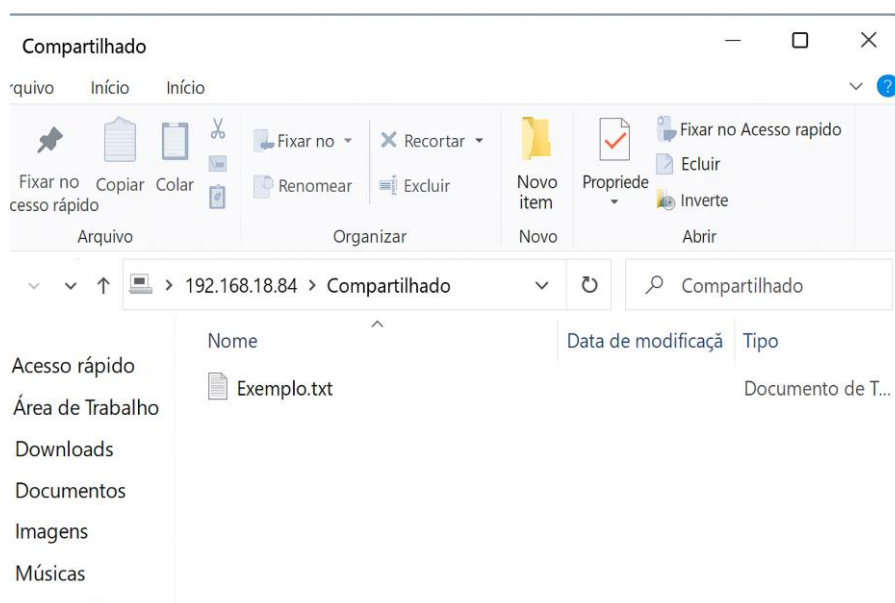 Compartilhado
rquivo Início Início
?
Fixar no
cesso rápido
Copiar
Colar
Arquivo
Fixar no
Recortar
Renomear
Excluir
Organizar
Novo
item
Novo
Propriede
Fixar no Acesso rapido
Ecluir
Inverte
Abrir
192.168.18.84 > Compartilhado
Compartilhado
Nome
Data de modificaçă
Tipo
Acesso rápido
Área de Trabalho
Downloads
Documentos
Imagens
Músicas
Exemplo.txt
Documento de T...